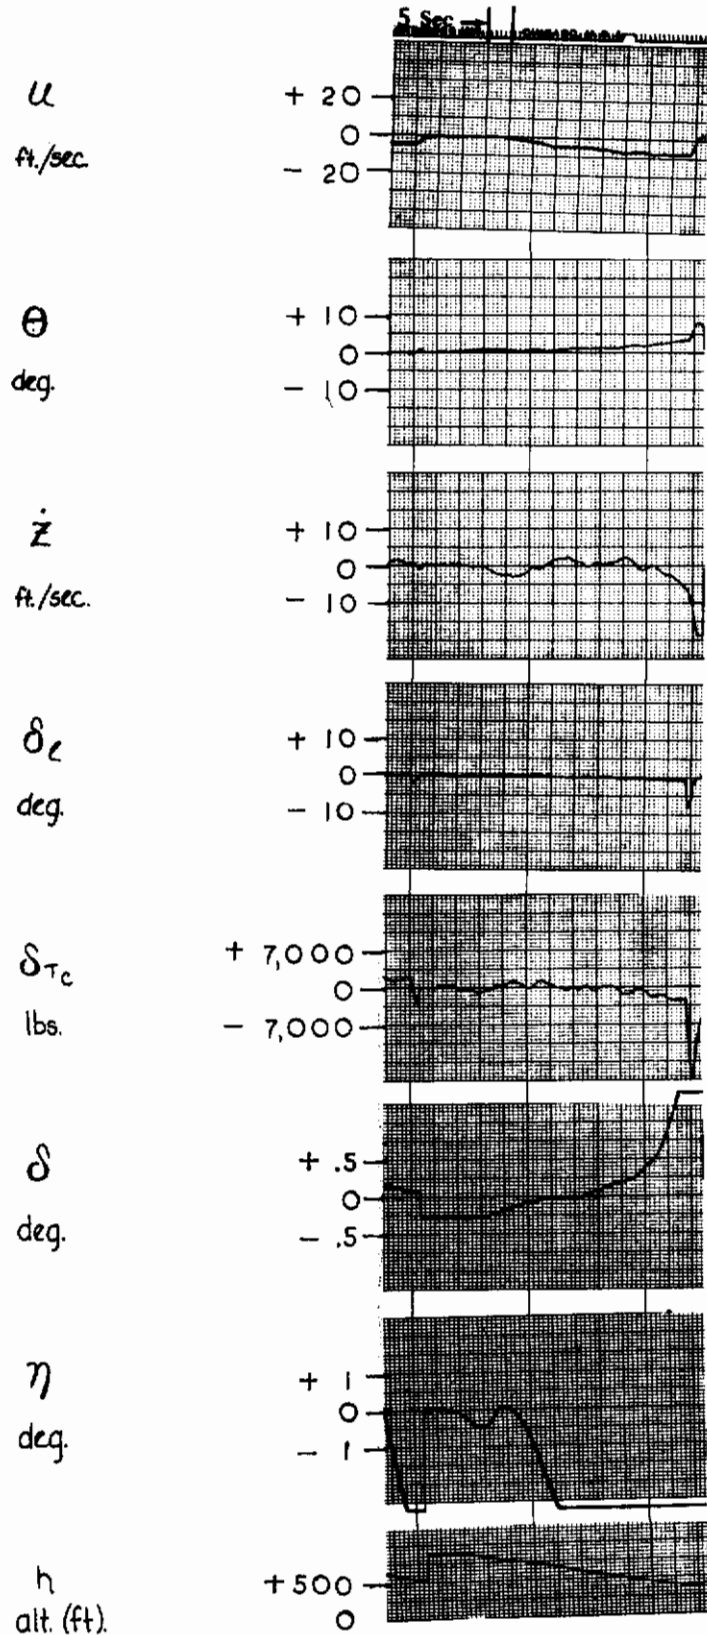 5 Sec →
u
ft./sec.
+ 20
0
- 20
θ
deg.
+ 10
0
- 10
ż
ft./sec.
+ 10
0
- 10
δe
deg.
+ 10
0
- 10
δTc
lbs.
+ 7,000
0
- 7,000
δ
deg.
+ .5
0
- .5
η
deg.
+ 1
0
- 1
h
alt. (ft).
+500
0